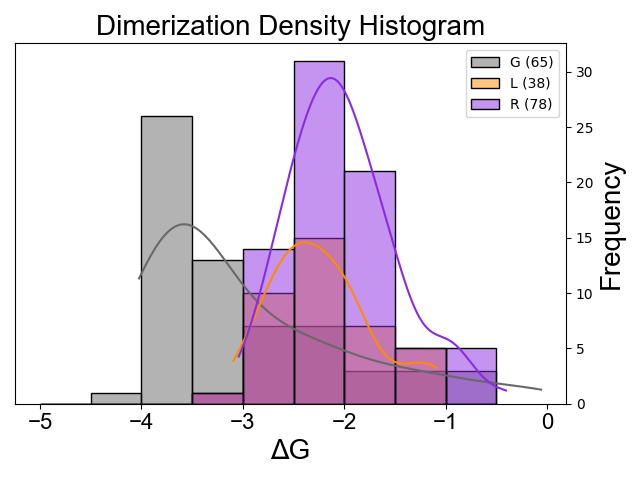 Dimerization Density Histogram
G (65)
L (38)
R (78)
30
25
20
15
10
5
0
Frequency
−5 −4 −3 −2 −1 0
ΔG